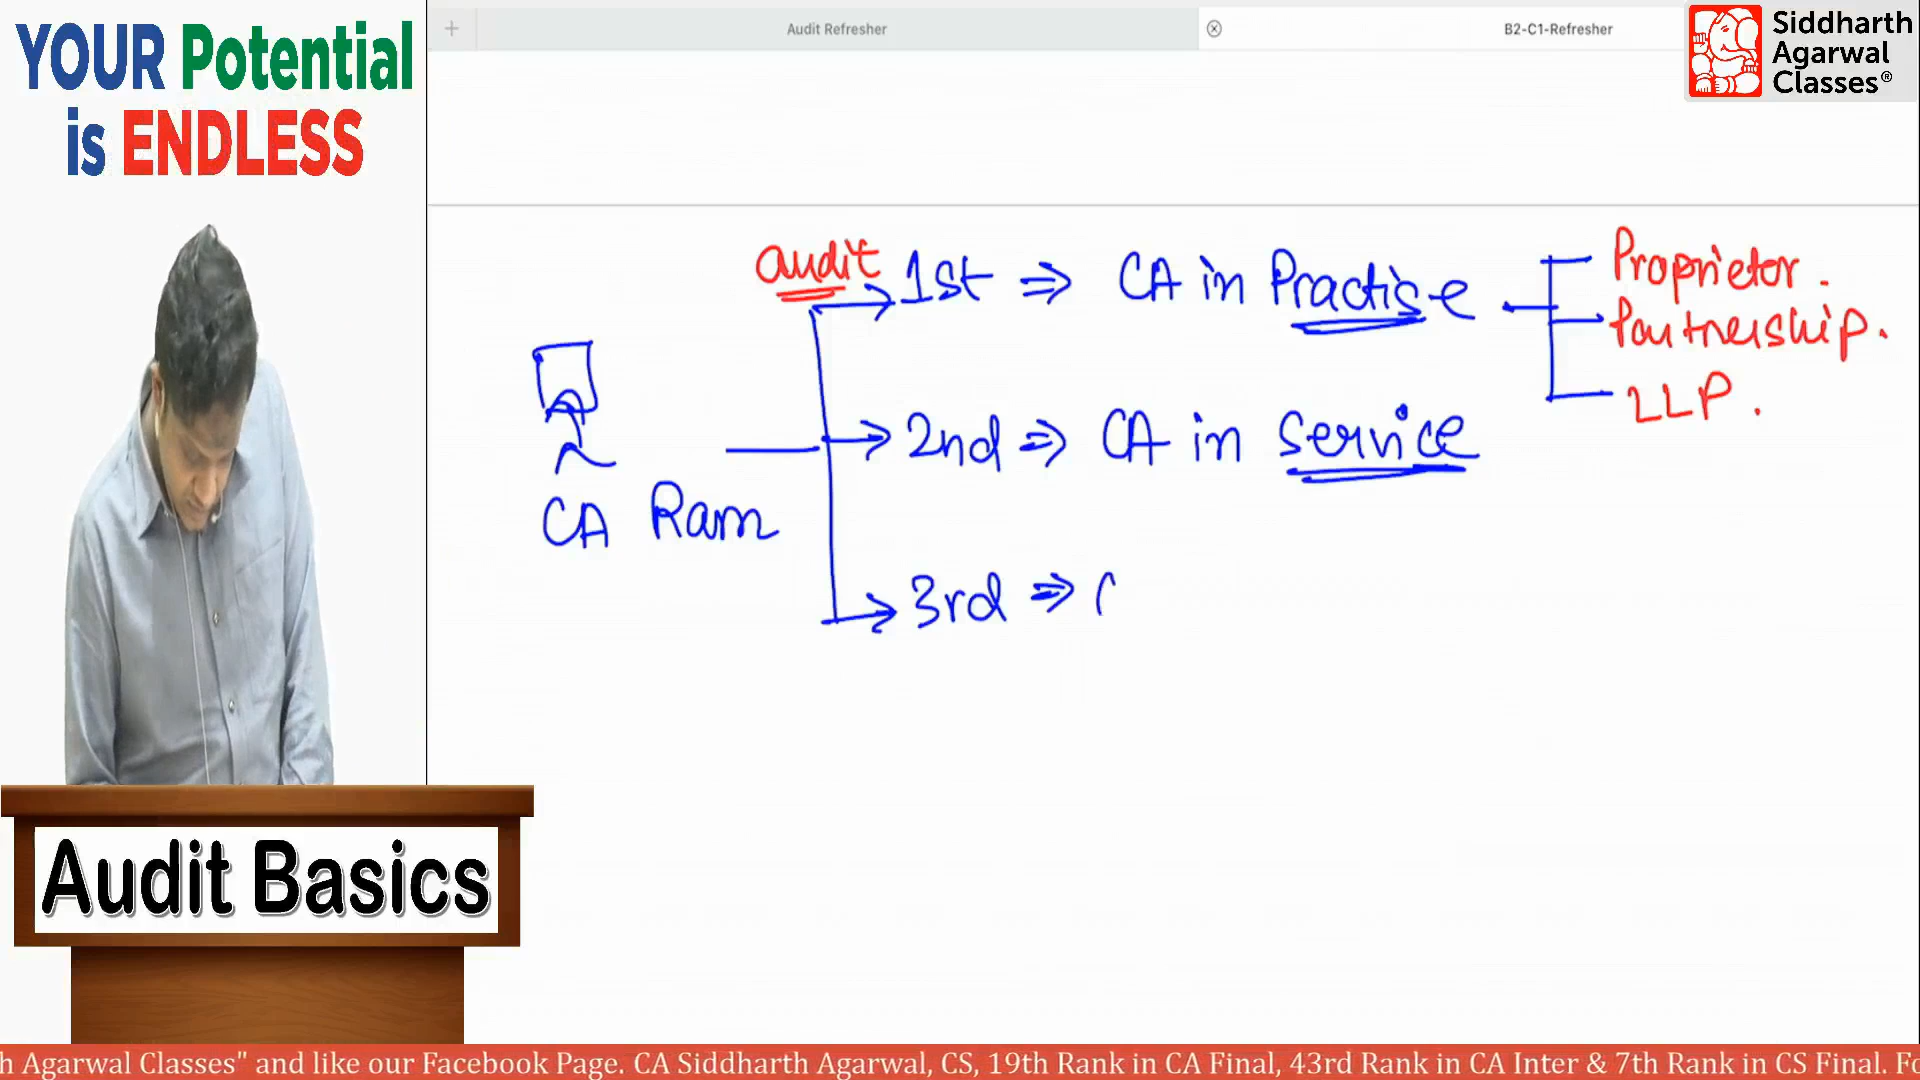 YOUR Potential
is ENDLESS
Audit Refresher
B2-C1-Refresher
Siddharth
Agarwal
Classes®
audit
1st ⇒ CA in Practise
Proprietor.
Partnership.
LLP.
2nd ⇒ CA in Service
CA Ram
3rd ⇒ C
Audit Basics
h Agarwal Classes" and like our Facebook Page. CA Siddharth Agarwal, CS, 19th Rank in CA Final, 43rd Rank in CA Inter & 7th Rank in CS Final. Fo